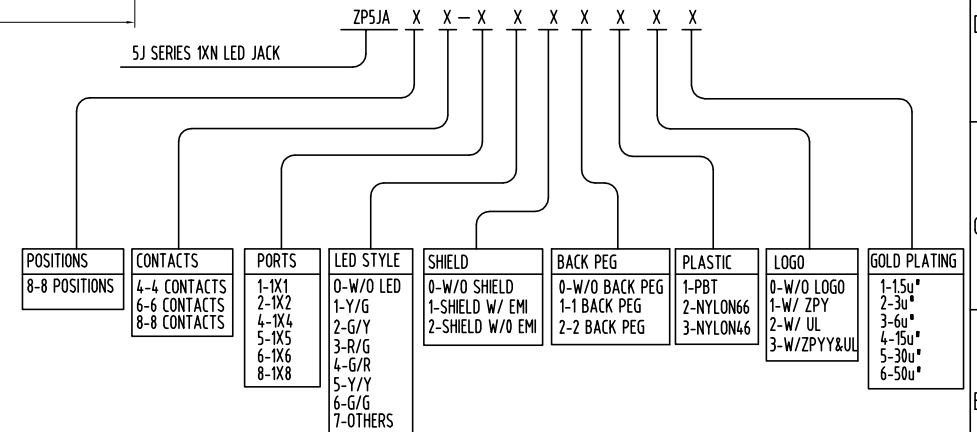 ZP5JA X X-X X X X X X X
5J SERIES 1XN LED JACK
POSITIONS
8-8 POSITIONS
CONTACTS
4-4 CONTACTS
6-6 CONTACTS
8-8 CONTACTS
PORTS
1-1X1
2-1X2
4-1X4
5-1X5
6-1X6
8-1X8
LED STYLE
0-W/O LED
1-Y/G
2-G/Y
3-R/G
4-G/R
5-Y/Y
6-G/G
7-OTHERS
SHIELD
0-W/O SHIELD
1-SHIELD W/ EMI
2-SHIELD W/O EMI
BACK PEG
0-W/O BACK PEG
1-1 BACK PEG
2-2 BACK PEG
PLASTIC
1-PBT
2-NYLON66
3-NYLON46
LOGO
0-W/O LOGO
1-W/ ZPY
2-W/ UL
3-W/ZPYY&UL
GOLD PLATING
1-1.5u"
2-3u"
3-6u"
4-15u"
5-30u"
6-50u"